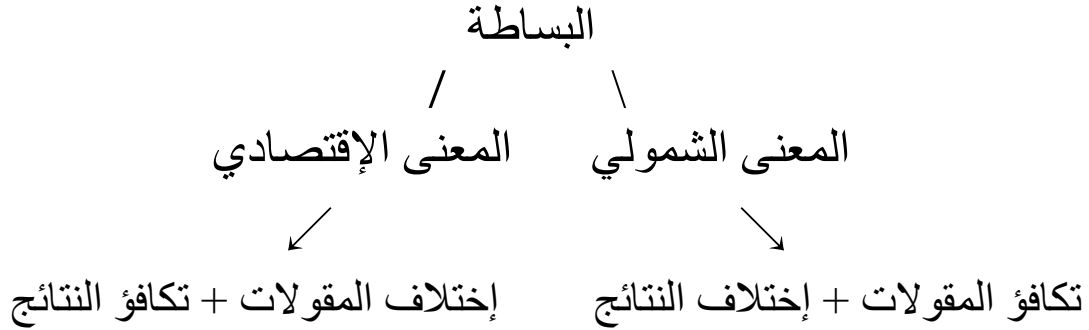 البساطة
المعنى الشمولي المعنى الإقتصادي
تكافؤ المقولات + إختلاف النتائج إختلاف المقولات + تكافؤ النتائج